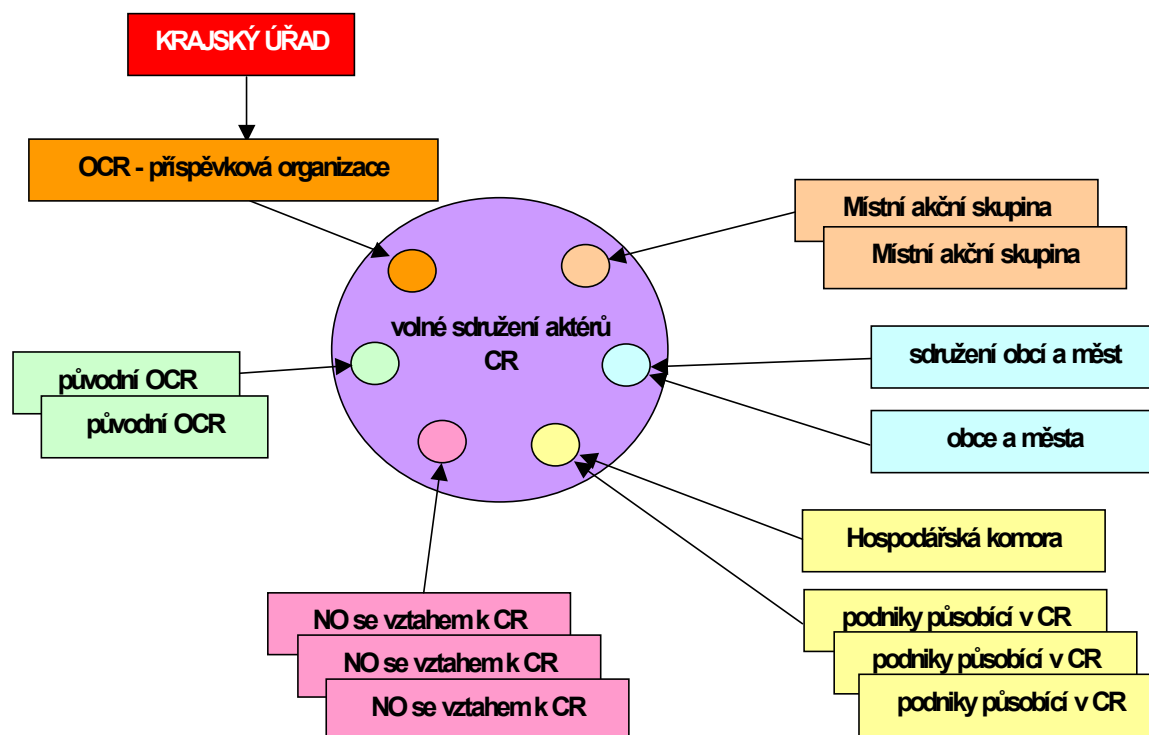 KRAJSKÝ ÚŘAD
OCR - příspěvková organizace
Místní akční skupina
Místní akční skupina
volné sdružení aktérů
CR
sdružení obcí a měst
původní OCR
původní OCR
obce a města
Hospodářská komora
NO se vztahem k CR
NO se vztahem k CR
NO se vztahem k CR
podniky působící v CR
podniky působící v CR
podniky působící v CR